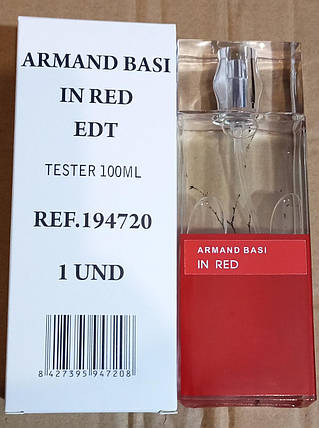 ARMAND BASI
IN RED
EDT
TESTER 100ML
REF.194720
1 UND
8 427395 947208
ARMAND BASI
IN RED